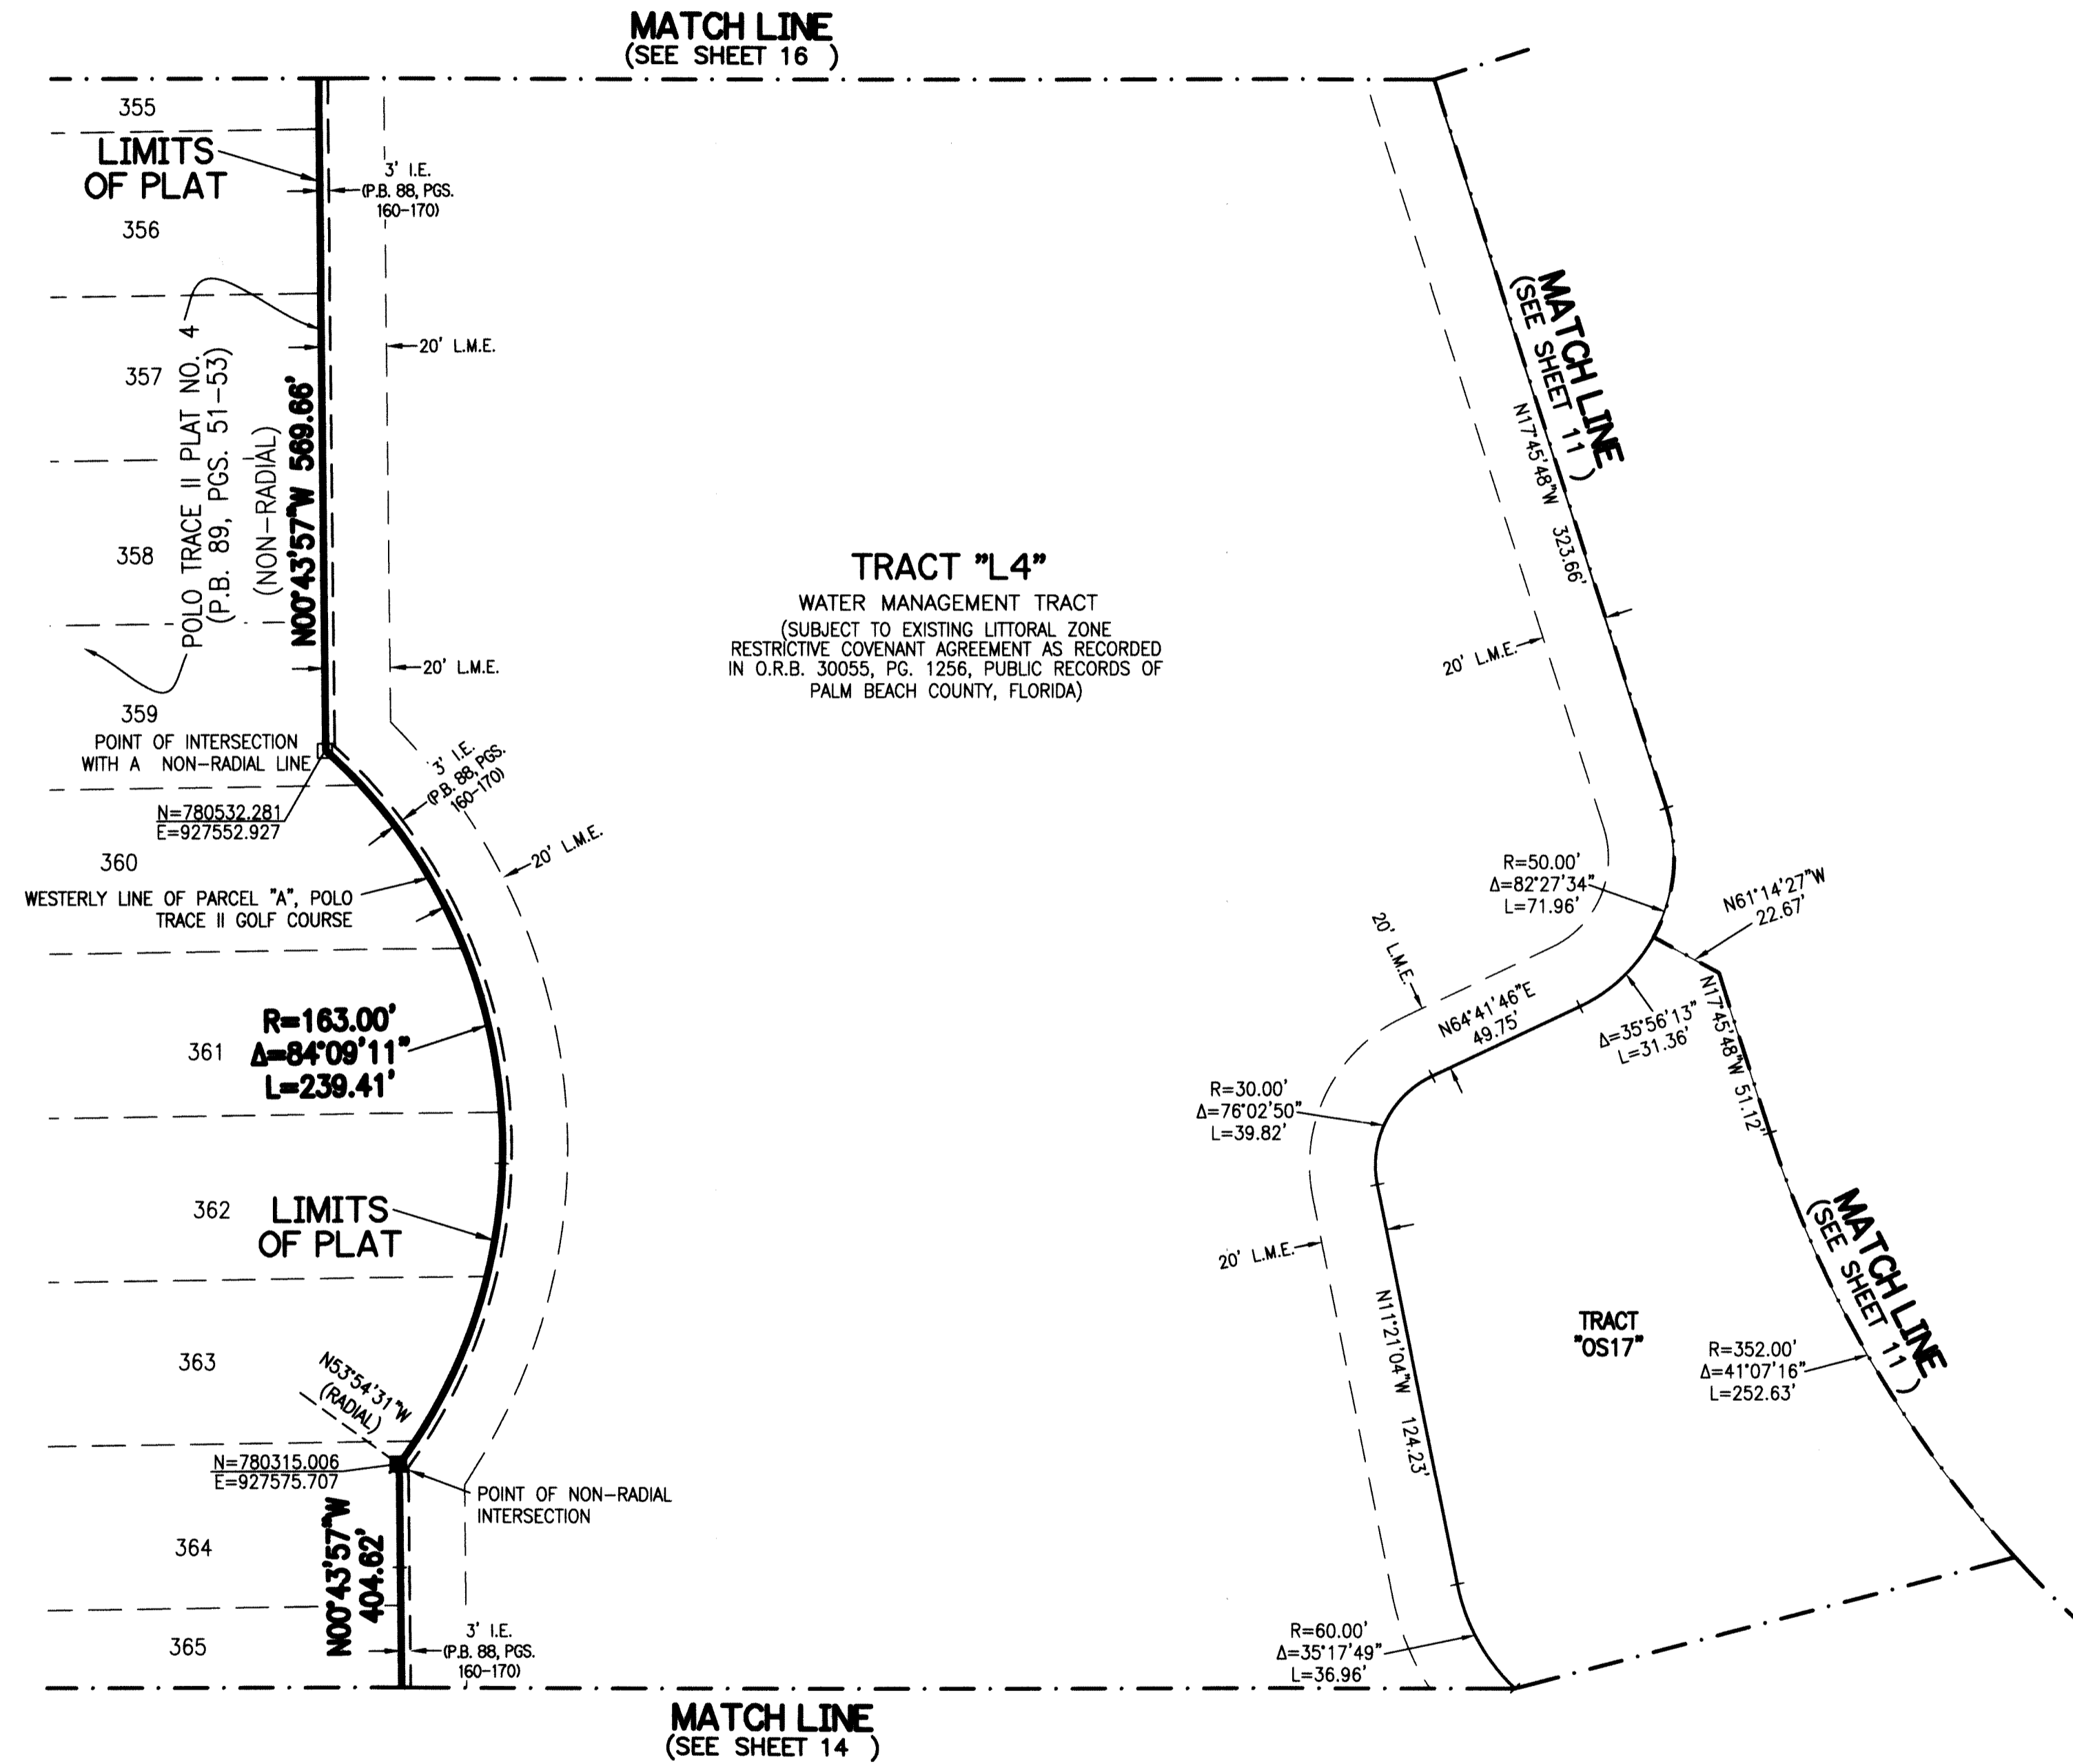 MATCH LINE
(SEE SHEET 16 )
355
LIMITS
OF PLAT
3' I.E.
(P.B. 88, PGS.
160-170)
356
POLO TRACE II PLAT NO. 4
(P.B. 89, PGS. 51-53)
(NON-RADIAL)
N00°43'57"W 569.66'
20' L.M.E.
357
358
20' L.M.E.
359
POINT OF INTERSECTION
WITH A NON-RADIAL LINE
3' I.E.
(P.B. 88, PGS.
160-170)
N=780532.281
E=927552.927
20' L.M.E.
360
WESTERLY LINE OF PARCEL "A", POLO
TRACE II GOLF COURSE
R=163.00'
361
Δ=84°09'11"
L=239.41'
362
LIMITS
OF PLAT
363
N53°54'31"W
(RADIAL)
N=780315.006
E=927575.707
POINT OF NON-RADIAL
INTERSECTION
364
N00°43'57"W
404.62'
365
3' I.E.
(P.B. 88, PGS.
160-170)
TRACT "L4"
WATER MANAGEMENT TRACT
(SUBJECT TO EXISTING LITTORAL ZONE
RESTRICTIVE COVENANT AGREEMENT AS RECORDED
IN O.R.B. 30055, PG. 1256, PUBLIC RECORDS OF
PALM BEACH COUNTY, FLORIDA)
MATCH LINE
(SEE SHEET 11 )
N17°45'48"W 323.66'
20' L.M.E.
R=50.00'
Δ=82°27'34"
L=71.96'
N61°14'27"W
22.67'
20' L.M.E.
N64°41'46"E
49.75'
Δ=35°56'13"
L=31.36'
N17°45'48"W 51.12'
R=30.00'
Δ=76°02'50"
L=39.82'
20' L.M.E.
N11°21'04"W 124.23'
TRACT
"OS17"
MATCH LINE
(SEE SHEET 11 )
R=352.00'
Δ=41°07'16"
L=252.63'
R=60.00'
Δ=35°17'49"
L=36.96'
MATCH LINE
(SEE SHEET 14 )